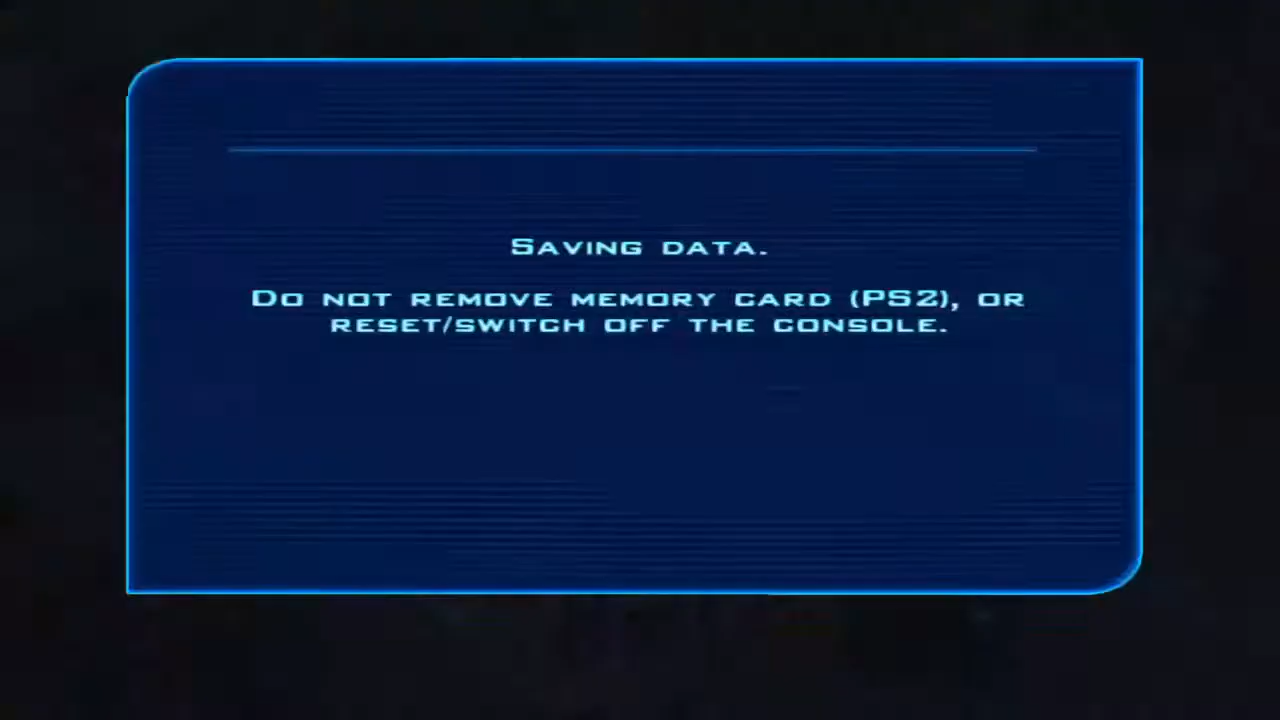 Saving data.
Do not remove memory card (PS2), or
reset/switch off the console.